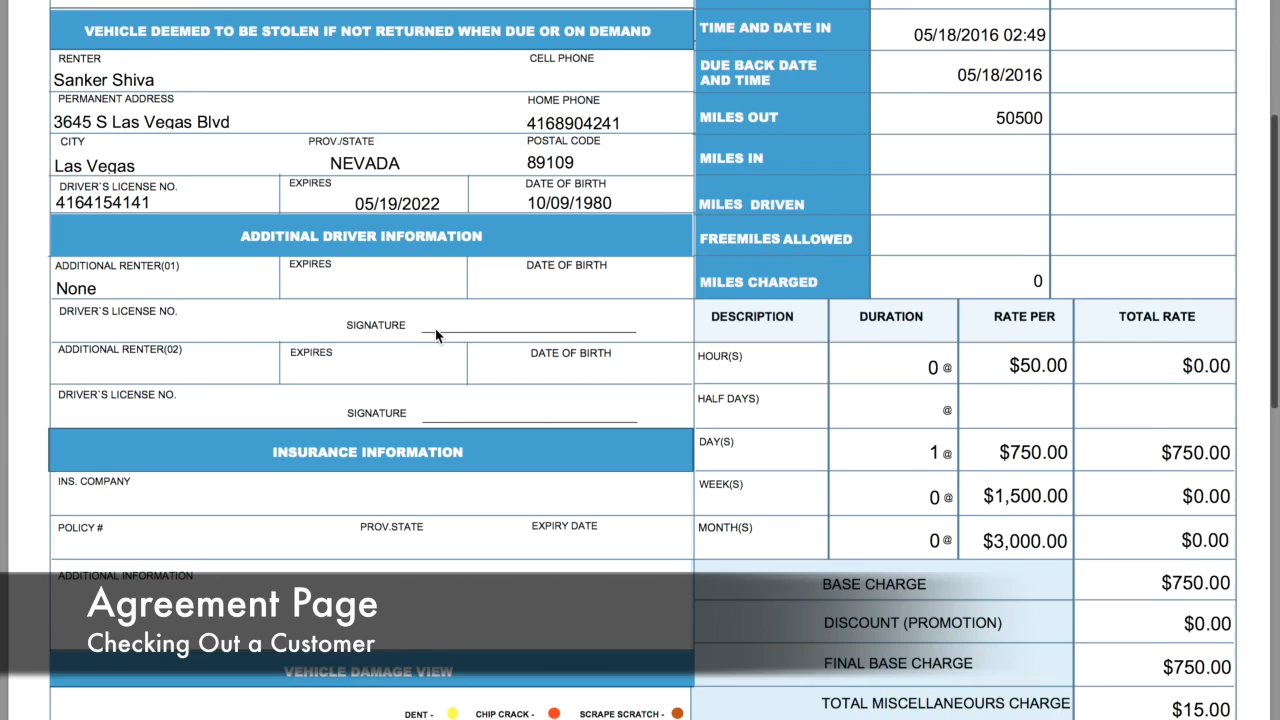 VEHICLE DEEMED TO BE STOLEN IF NOT RETURNED WHEN DUE OR ON DEMAND
RENTER CELL PHONE
Sanker Shiva
PERMANENT ADDRESS HOME PHONE
3645 S Las Vegas Blvd 4168904241
CITY PROV./STATE POSTAL CODE
Las Vegas NEVADA 89109
DRIVER'S LICENSE NO. EXPIRES DATE OF BIRTH
4164154141 05/19/2022 10/09/1980
ADDITINAL DRIVER INFORMATION
ADDITIONAL RENTER(01) EXPIRES DATE OF BIRTH
None
DRIVER`S LICENSE NO.
SIGNATURE
ADDITIONAL RENTER(02) EXPIRES DATE OF BIRTH
DRIVER`S LICENSE NO.
SIGNATURE
INSURANCE INFORMATION
INS. COMPANY
POLICY # PROV.STATE EXPIRY DATE
ADDITIONAL INFORMATION
Agreement Page
Checking Out a Customer
VEHICLE DAMAGE VIEW
DENT - CHIP CRACK - SCRAPE SCRATCH -
TIME AND DATE IN 05/18/2016 02:49
DUE BACK DATE
AND TIME 05/18/2016
MILES OUT 50500
MILES IN
MILES DRIVEN
FREEMILES ALLOWED
MILES CHARGED 0
DESCRIPTION DURATION RATE PER TOTAL RATE
HOUR(S) 0 @ $50.00 $0.00
HALF DAYS) @
DAY(S) 1 @ $750.00 $750.00
WEEK(S) 0 @ $1,500.00 $0.00
MONTH(S) 0 @ $3,000.00 $0.00
BASE CHARGE $750.00
DISCOUNT (PROMOTION) $0.00
FINAL BASE CHARGE $750.00
TOTAL MISCELLANEOURS CHARGE $15.00